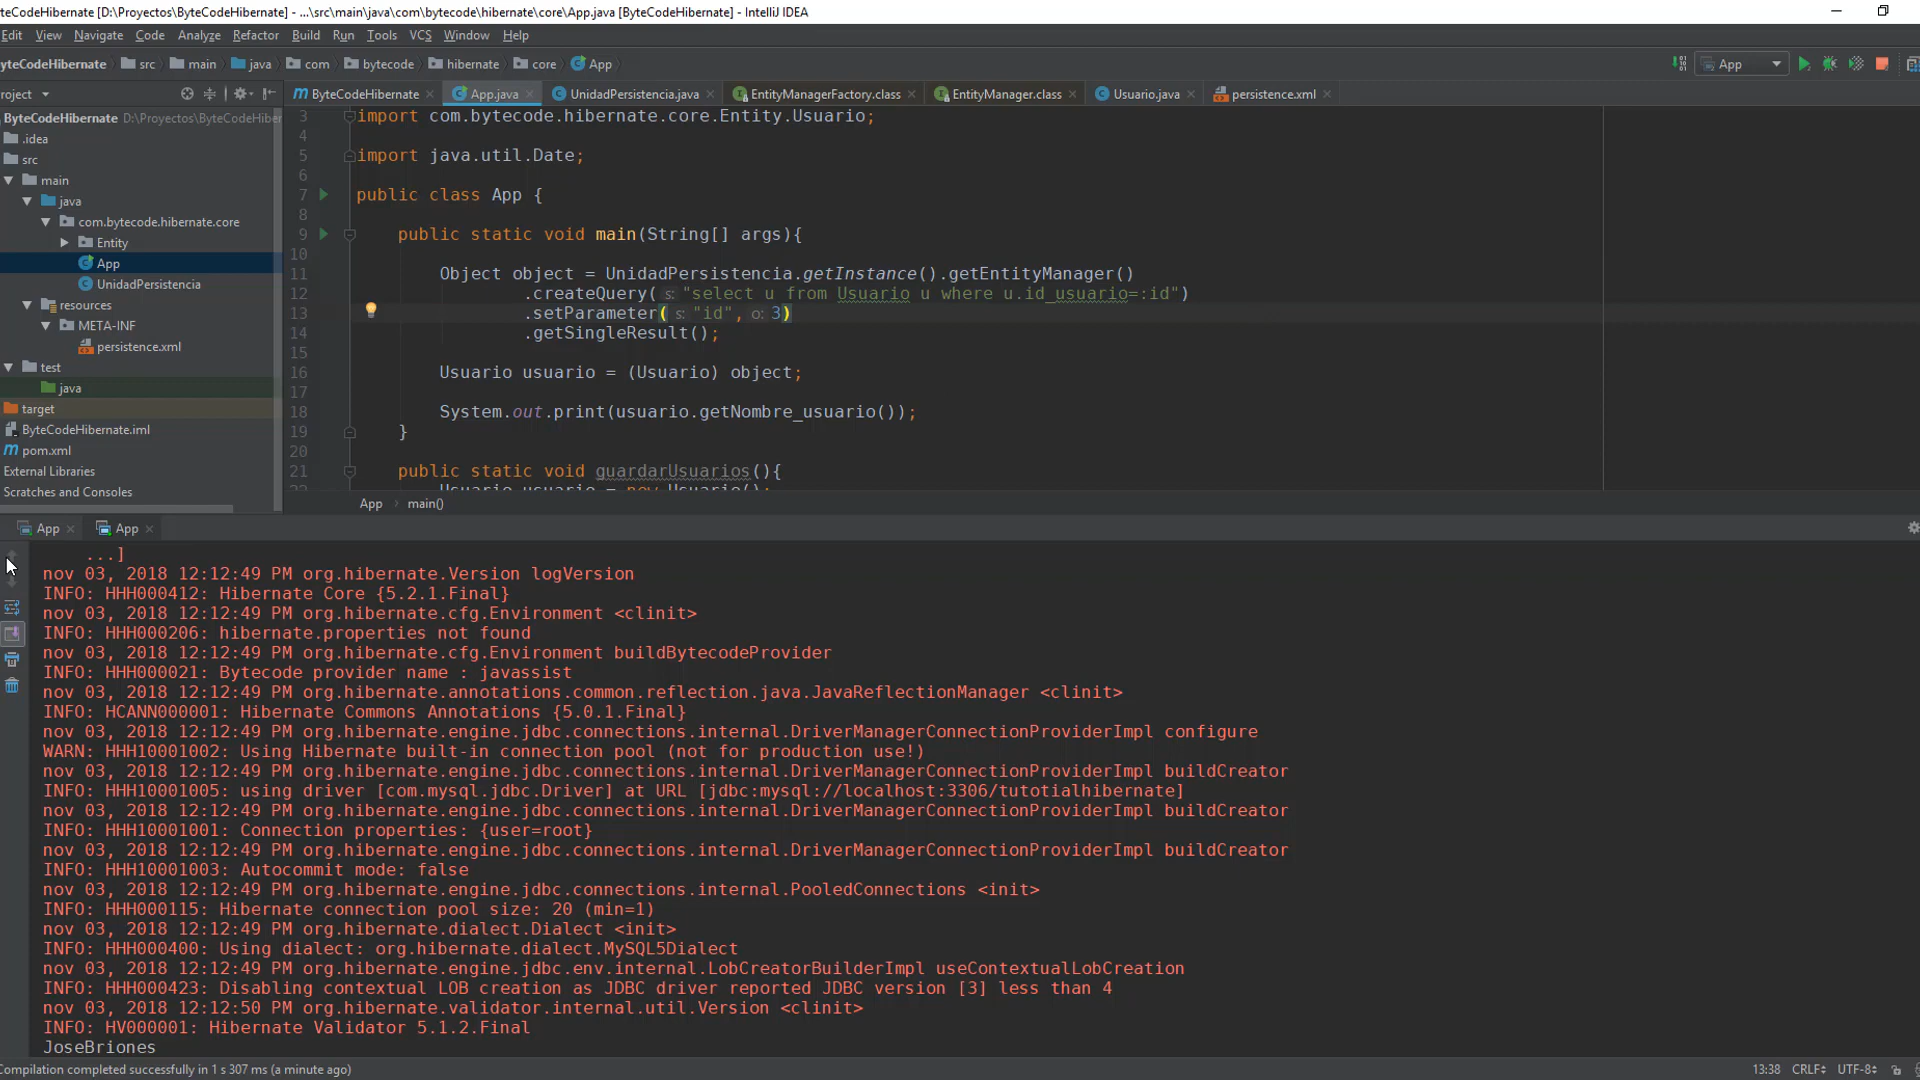 teCodeHibernate [D:\Proyectos\ByteCodeHibernate] - ...\src\main\java\com\bytecode\hibernate\core\App.java [ByteCodeHibernate] - IntelliJ IDEA
Edit View Navigate Code Analyze Refactor Build Run Tools VCS Window Help
yteCodeHibernate src main java com bytecode hibernate core App App
roject ByteCodeHibernate App.java UnidadPersistencia.java EntityManagerFactory.class EntityManager.class Usuario.java persistence.xml
ByteCodeHibernate D:\Proyectos\ByteCodeHiber
.idea
src
main
java
com.bytecode.hibernate.core
Entity
App
UnidadPersistencia
resources
META-INF
persistence.xml
test
java
target
ByteCodeHibernate.iml
pom.xml
External Libraries
Scratches and Consoles
3 import com.bytecode.hibernate.core.Entity.Usuario;
4
5 import java.util.Date;
6
7 public class App {
8
9 public static void main(String[] args){
10
11 Object object = UnidadPersistencia.getInstance().getEntityManager()
12 .createQuery( s: "select u from Usuario u where u.id_usuario=:id")
13 .setParameter( s: "id", o: 3)
14 .getSingleResult();
15
16 Usuario usuario = (Usuario) object;
17
18 System.out.print(usuario.getNombre_usuario());
19 }
20
21 public static void guardarUsuarios(){
22 Usuario usuario = new Usuario();
App main()
App App
...]
nov 03, 2018 12:12:49 PM org.hibernate.Version logVersion
INFO: HHH000412: Hibernate Core {5.2.1.Final}
nov 03, 2018 12:12:49 PM org.hibernate.cfg.Environment <clinit>
INFO: HHH000206: hibernate.properties not found
nov 03, 2018 12:12:49 PM org.hibernate.cfg.Environment buildBytecodeProvider
INFO: HHH000021: Bytecode provider name : javassist
nov 03, 2018 12:12:49 PM org.hibernate.annotations.common.reflection.java.JavaReflectionManager <clinit>
INFO: HCANN000001: Hibernate Commons Annotations {5.0.1.Final}
nov 03, 2018 12:12:49 PM org.hibernate.engine.jdbc.connections.internal.DriverManagerConnectionProviderImpl configure
WARN: HHH10001002: Using Hibernate built-in connection pool (not for production use!)
nov 03, 2018 12:12:49 PM org.hibernate.engine.jdbc.connections.internal.DriverManagerConnectionProviderImpl buildCreator
INFO: HHH10001005: using driver [com.mysql.jdbc.Driver] at URL [jdbc:mysql://localhost:3306/tutotialhibernate]
nov 03, 2018 12:12:49 PM org.hibernate.engine.jdbc.connections.internal.DriverManagerConnectionProviderImpl buildCreator
INFO: HHH10001001: Connection properties: {user=root}
nov 03, 2018 12:12:49 PM org.hibernate.engine.jdbc.connections.internal.DriverManagerConnectionProviderImpl buildCreator
INFO: HHH10001003: Autocommit mode: false
nov 03, 2018 12:12:49 PM org.hibernate.engine.jdbc.connections.internal.PooledConnections <init>
INFO: HHH000115: Hibernate connection pool size: 20 (min=1)
nov 03, 2018 12:12:49 PM org.hibernate.dialect.Dialect <init>
INFO: HHH000400: Using dialect: org.hibernate.dialect.MySQL5Dialect
nov 03, 2018 12:12:49 PM org.hibernate.engine.jdbc.env.internal.LobCreatorBuilderImpl useContextualLobCreation
INFO: HHH000423: Disabling contextual LOB creation as JDBC driver reported JDBC version [3] less than 4
nov 03, 2018 12:12:50 PM org.hibernate.validator.internal.util.Version <clinit>
INFO: HV000001: Hibernate Validator 5.1.2.Final
JoseBriones
Compilation completed successfully in 1 s 307 ms (a minute ago) 13:38 CRLF UTF-8